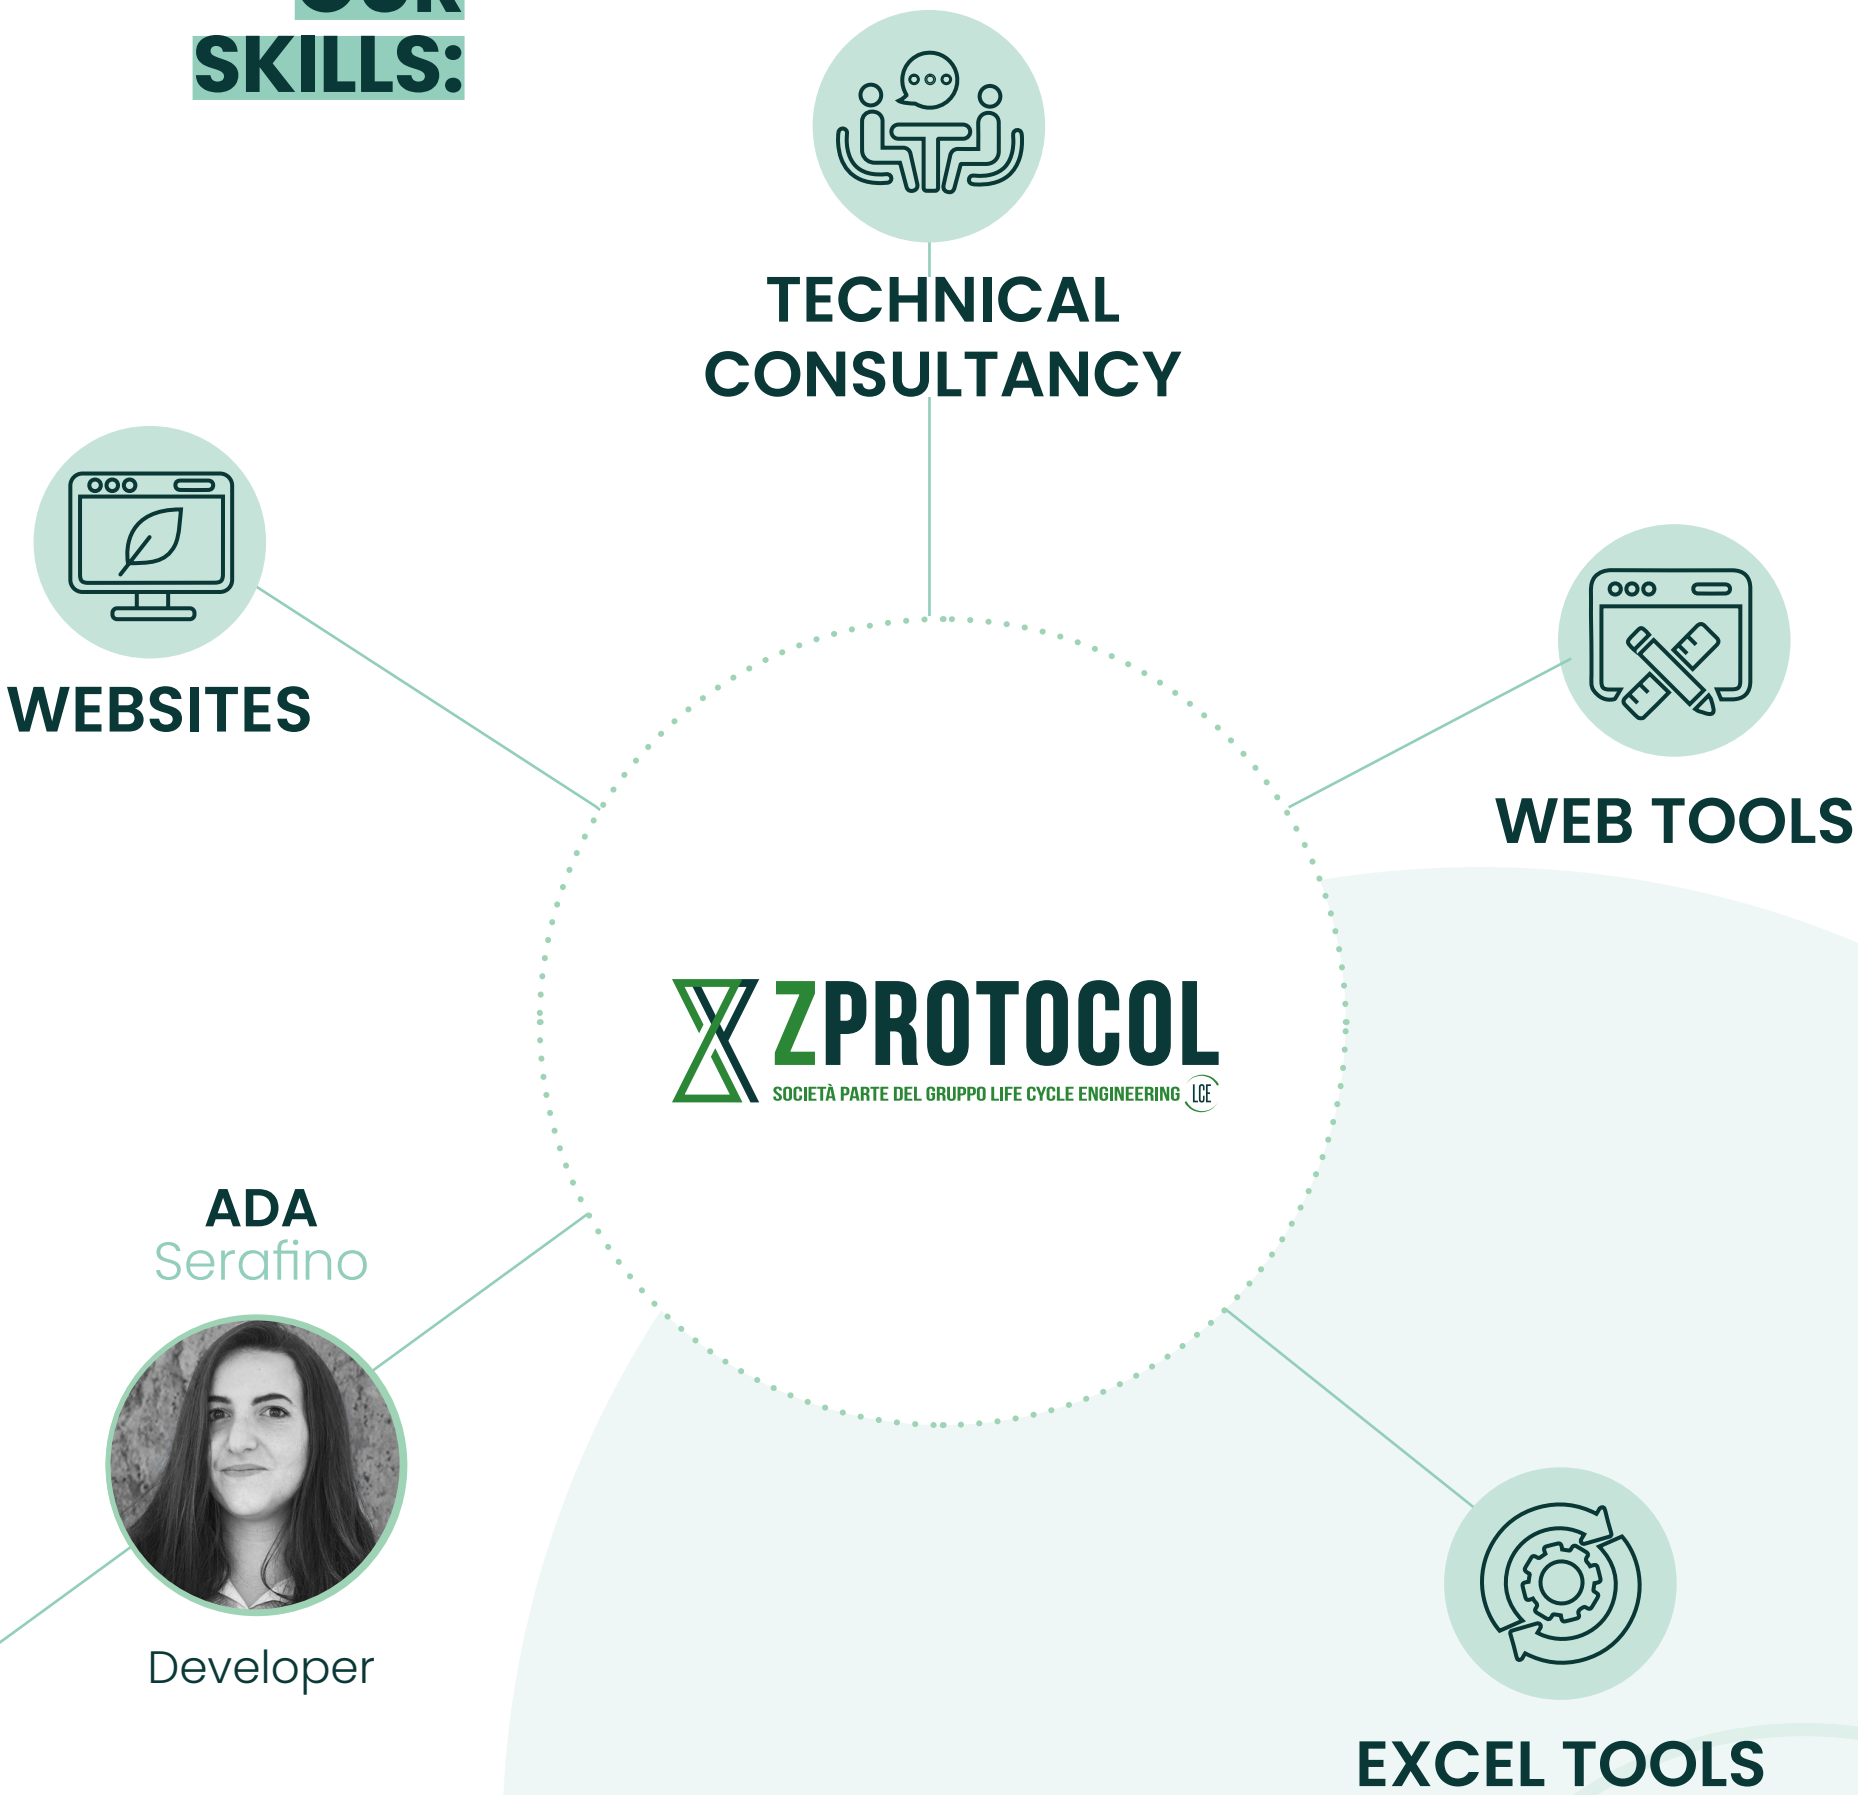 OUR
SKILLS:
TECHNICAL
CONSULTANCY
WEBSITES
WEB TOOLS
ZPROTOCOL
SOCIETÀ PARTE DEL GRUPPO LIFE CYCLE ENGINEERING LCE
ADA
Serafino
Developer
EXCEL TOOLS